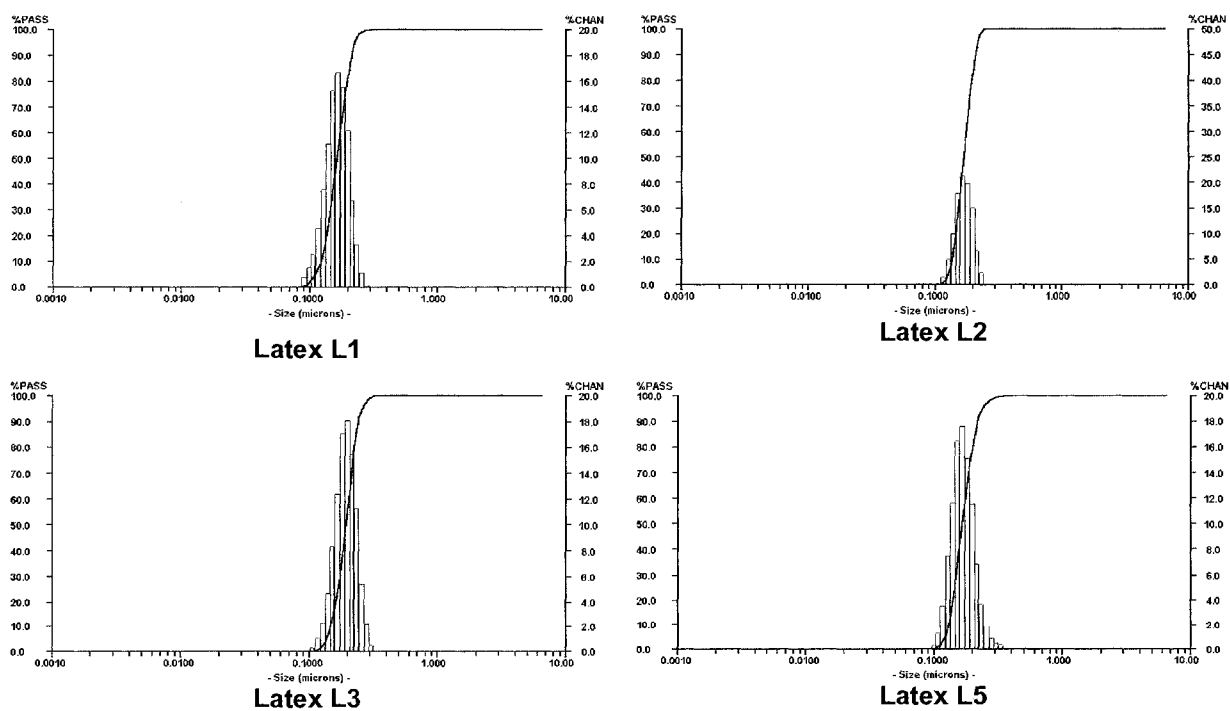 %PASS %CHAN
100.0 20.0
90.0 18.0
80.0 16.0
70.0 14.0
60.0 12.0
50.0 10.0
40.0 8.0
30.0 6.0
20.0 4.0
10.0 2.0
0.0 0.0
0.0010 0.0100 0.1000 1.000 10.00
- Size (microns) -
Latex L1
%PASS %CHAN
100.0 50.0
90.0 45.0
80.0 40.0
70.0 35.0
60.0 30.0
50.0 25.0
40.0 20.0
30.0 15.0
20.0 10.0
10.0 5.0
0.0 0.0
0.0010 0.0100 0.1000 1.000 10.00
- Size (microns) -
Latex L2
%PASS %CHAN
100.0 20.0
90.0 18.0
80.0 16.0
70.0 14.0
60.0 12.0
50.0 10.0
40.0 8.0
30.0 6.0
20.0 4.0
10.0 2.0
0.0 0.0
0.0010 0.0100 0.1000 1.000 10.00
- Size (microns) -
Latex L3
%PASS %CHAN
100.0 20.0
90.0 18.0
80.0 16.0
70.0 14.0
60.0 12.0
50.0 10.0
40.0 8.0
30.0 6.0
20.0 4.0
10.0 2.0
0.0 0.0
0.0010 0.0100 0.1000 1.000 10.00
- Size (microns) -
Latex L5